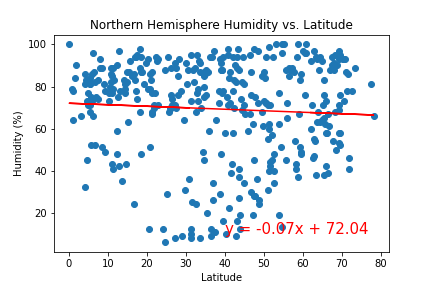 Northern Hemisphere Humidity vs. Latitude
100
80
60
40
20
Humidity (%)
y = -0.07x + 72.04
0 10 20 30 40 50 60 70 80
Latitude